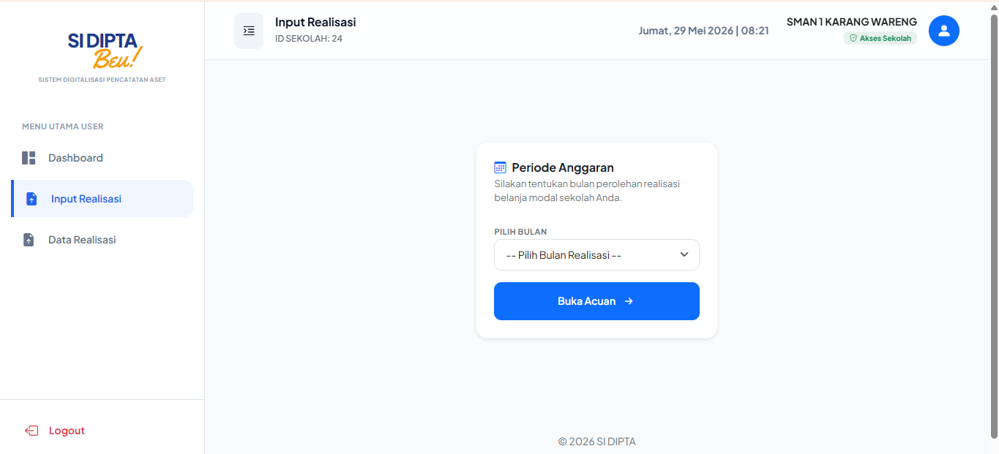 SI DIPTA
Beu!
SISTEM DIGITALISASI PENCATATAN ASET
MENU UTAMA USER
Dashboard
Input Realisasi
Data Realisasi
Logout
Input Realisasi
ID SEKOLAH: 24
Jumat, 29 Mei 2026 | 08:21
SMAN 1 KARANG WARENG
Akses Sekolah
Periode Anggaran
Silakan tentukan bulan perolehan realisasi
belanja modal sekolah Anda.
PILIH BULAN
-- Pilih Bulan Realisasi --
Buka Acuan →
© 2026 SI DIPTA